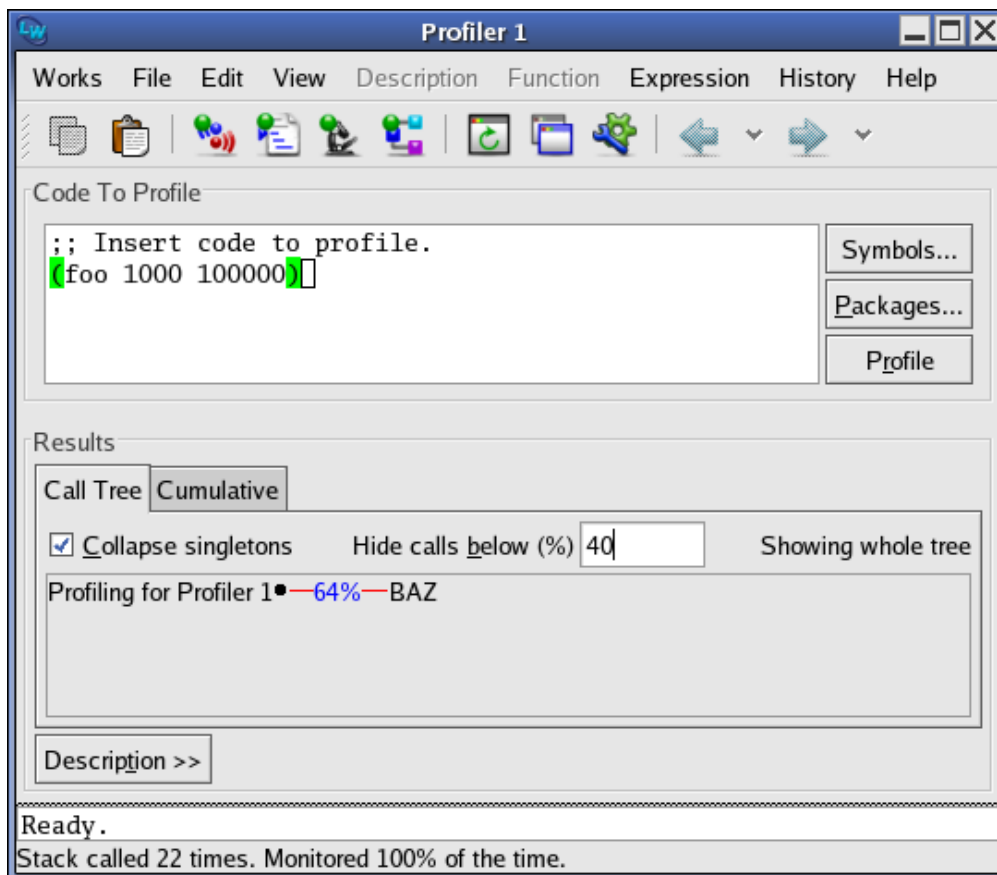 LW Profiler 1
Works File Edit View Description Function Expression History Help
Code To Profile
;; Insert code to profile.
(foo 1000 100000)
Symbols...
Packages...
Profile
Results
Call Tree Cumulative
Collapse singletons Hide calls below (%) 40 Showing whole tree
Profiling for Profiler 1 64% BAZ
Description >>
Ready.
Stack called 22 times. Monitored 100% of the time.